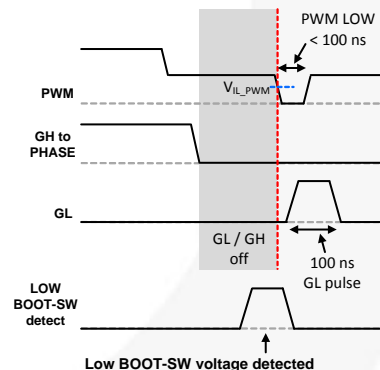 PWM LOW
< 100 ns
V_IL_PWM
PWM
GH to
PHASE
GL
GL / GH
off
100 ns
GL pulse
LOW
BOOT-SW
detect
Low BOOT-SW voltage detected